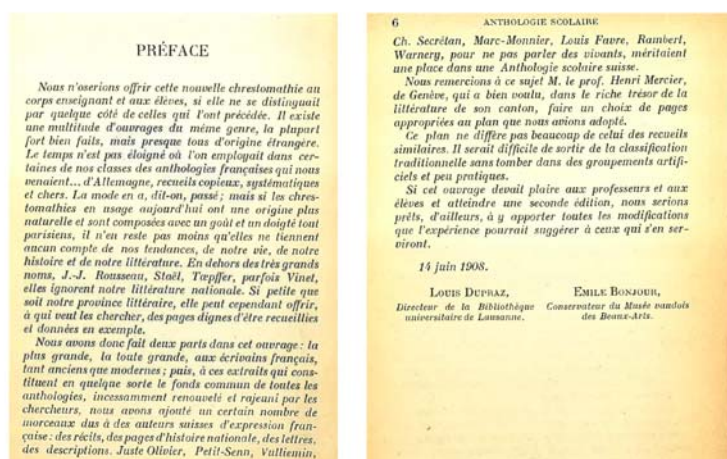 PRÉFACE
Nous n'oserions offrir cette nouvelle chrestomathie au
corps enseignant et aux élèves, si elle ne se distinguait
par quelque côté de celles qui l'ont précédée. Il existe
une multitude d'ouvrages du même genre, la plupart
fort bien faits, mais presque tous d'origine étrangère.
Le temps n'est pas éloigné où l'on employait dans cer-
taines de nos classes des anthologies françaises qui nous
venaient... d'Allemagne, recueils copieux, systématiques
et chers. La mode en a, dit-on, passé; mais si les chres-
tomathies en usage aujourd'hui ont une origine plus
naturelle et sont composées avec un goût et un doigté tout
parisiens, il n'en reste pas moins qu'elles ne tiennent
aucun compte de nos tendances, de notre vie, de notre
histoire et de notre littérature. En dehors des très grands
noms, J.-J. Rousseau, Staël, Tœpffer, parfois Vinet,
elles ignorent notre littérature nationale. Si petite que
soit notre province littéraire, elle peut cependant offrir,
à qui veut les chercher, des pages dignes d'être recueillies
et données en exemple.
Nous avons donc fait deux parts dans cet ouvrage: la
plus grande, la toute grande, aux écrivains français,
tant anciens que modernes; puis, à ces extraits qui cons-
tituent en quelque sorte le fonds commun de toutes les
anthologies, incessamment renouvelé et rajeuni par les
chercheurs, nous avons ajouté un certain nombre de
morceaux dus à des auteurs suisses d'expression fran-
çaise: des récits, des pages d'histoire nationale, des lettres,
des descriptions. Juste Olivier, Petit-Senn, Vulliemin,
6 ANTHOLOGIE SCOLAIRE
Ch. Secrétan, Marc-Monnier, Louis Favre, Rambert,
Warnery, pour ne pas parler des vivants, méritaient
une place dans une Anthologie scolaire suisse.
Nous remercions à ce sujet M. le prof. Henri Mercier,
de Genève, qui a bien voulu, dans le riche trésor de la
littérature de son canton, faire un choix de pages
appropriées au plan que nous avions adopté.
Ce plan ne diffère pas beaucoup de celui des recueils
similaires. Il serait difficile de sortir de la classification
traditionnelle sans tomber dans des groupements artifi-
ciels et peu pratiques.
Si cet ouvrage devait plaire aux professeurs et aux
élèves et atteindre une seconde édition, nous serions
prêts, d'ailleurs, à y apporter toutes les modifications
que l'expérience pourrait suggérer à ceux qui s'en ser-
viront.
14 juin 1908.
LOUIS DUPRAZ, EMILE BONJOUR,
Directeur de la Bibliothèque Conservateur du Musée vaudois
universitaire de Lausanne. des Beaux-Arts.